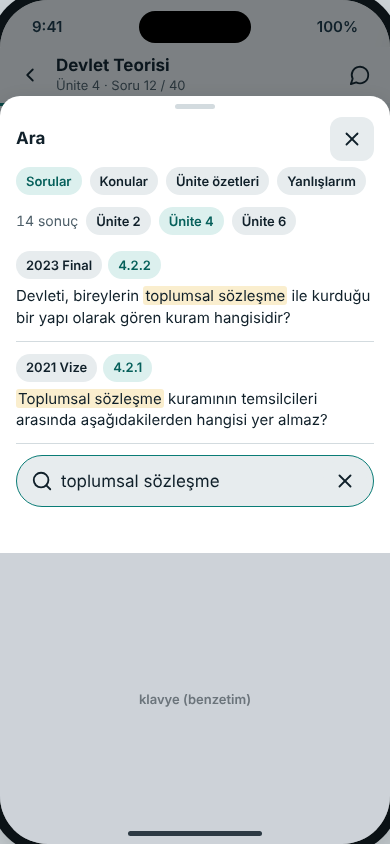 9:41
100%
Devlet Teorisi
Ünite 4 · Soru 12 / 40
Ara
Sorular
Konular
Ünite özetleri
Yanlışlarım
14 sonuç
Ünite 2
Ünite 4
Ünite 6
2023 Final
4.2.2
Devleti, bireylerin toplumsal sözleşme ile kurduğu
bir yapı olarak gören kuram hangisidir?
2021 Vize
4.2.1
Toplumsal sözleşme kuramının temsilcileri
arasında aşağıdakilerden hangisi yer almaz?
toplumsal sözleşme
klavye (benzetim)